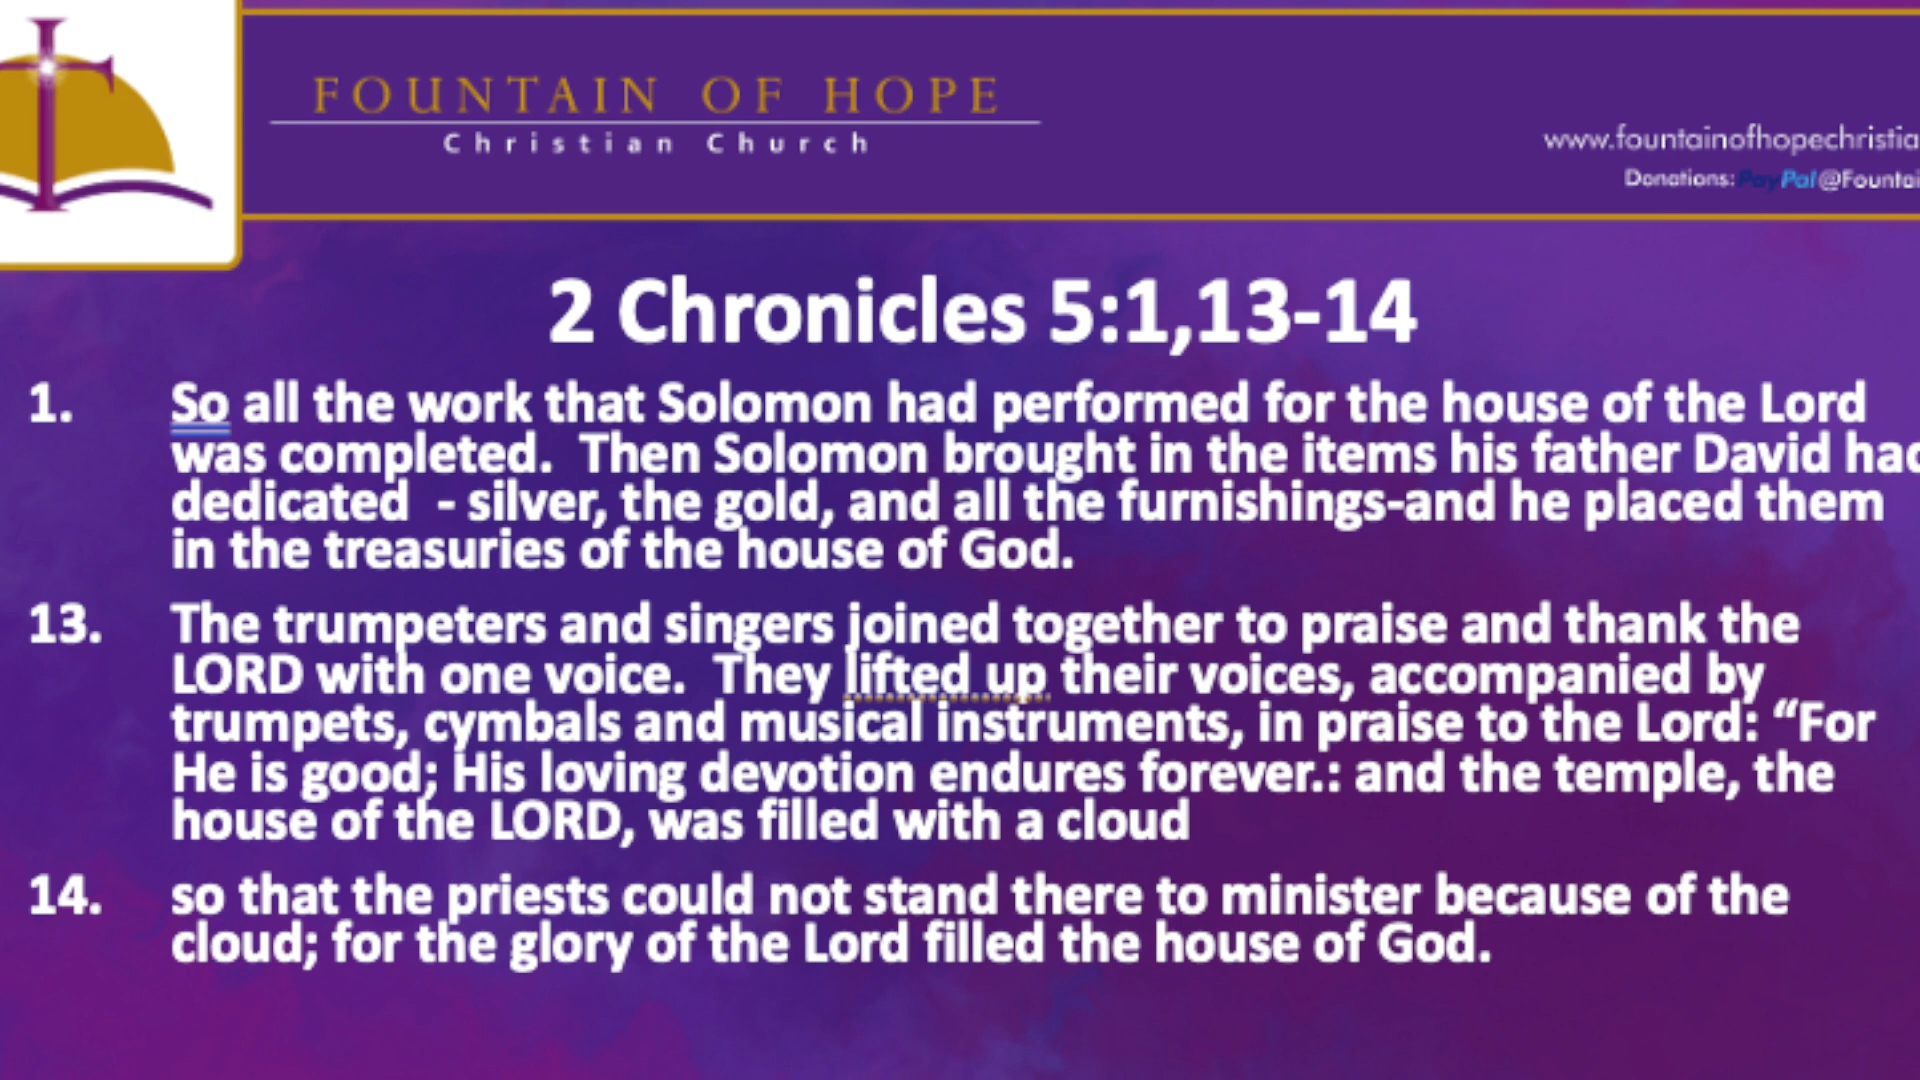 FOUNTAIN OF HOPE
Christian Church
www.fountainofhopechristia
Donations: PayPal@Fountai
2 Chronicles 5:1,13-14
1. So all the work that Solomon had performed for the house of the Lord
was completed.  Then Solomon brought in the items his father David had
dedicated  - silver, the gold, and all the furnishings-and he placed them
in the treasuries of the house of God.
13. The trumpeters and singers joined together to praise and thank the
LORD with one voice.  They lifted up their voices, accompanied by
trumpets, cymbals and musical instruments, in praise to the Lord: “For
He is good; His loving devotion endures forever.: and the temple, the
house of the LORD, was filled with a cloud
14. so that the priests could not stand there to minister because of the
cloud; for the glory of the Lord filled the house of God.